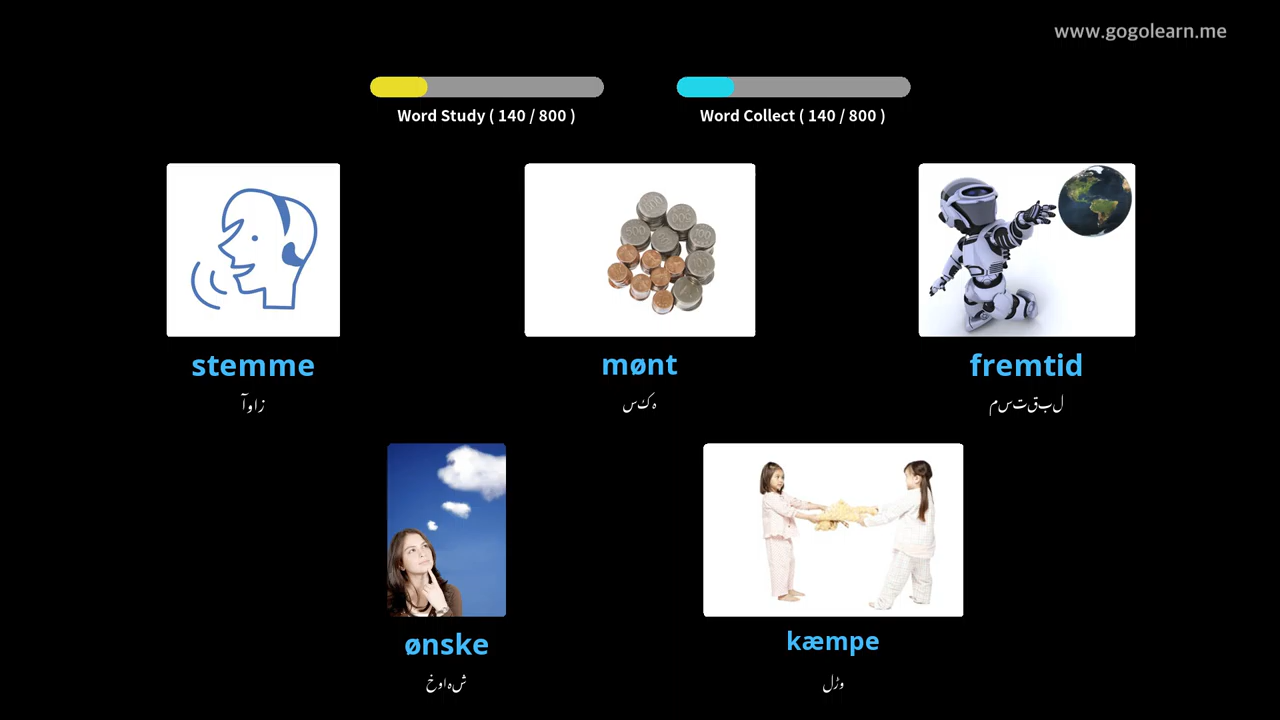 www.gogolearn.me
Word Study ( 140 / 800 )
Word Collect ( 140 / 800 )
stemme
زاوآ
mønt
ہکس
fremtid
لبقتسم
ønske
شہاوخ
kæmpe
وڑل